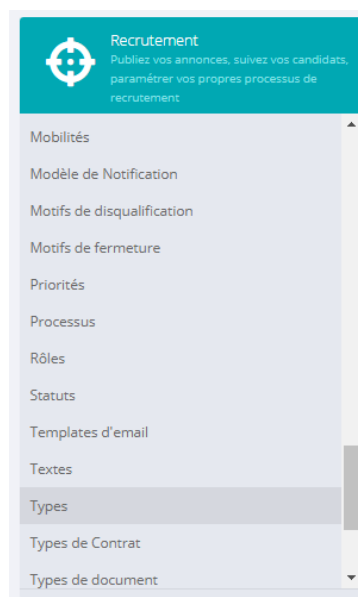 Recrutement
Publiez vos annonces, suivez vos candidats,
paramétrer vos propres processus de
recrutement
Mobilités
Modèle de Notification
Motifs de disqualification
Motifs de fermeture
Priorités
Processus
Rôles
Statuts
Templates d'email
Textes
Types
Types de Contrat
Types de document